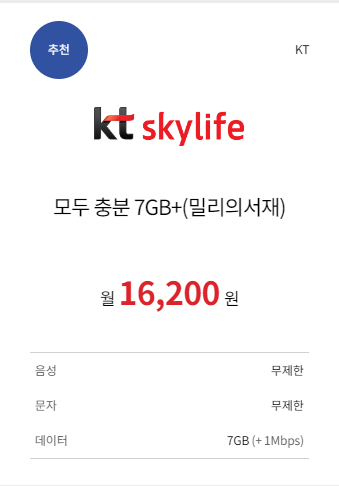 추천
KT
kt skylife
모두 충분 7GB+(밀리의서재)
월 16,200 원
음성 무제한
문자 무제한
데이터 7GB (+ 1Mbps)